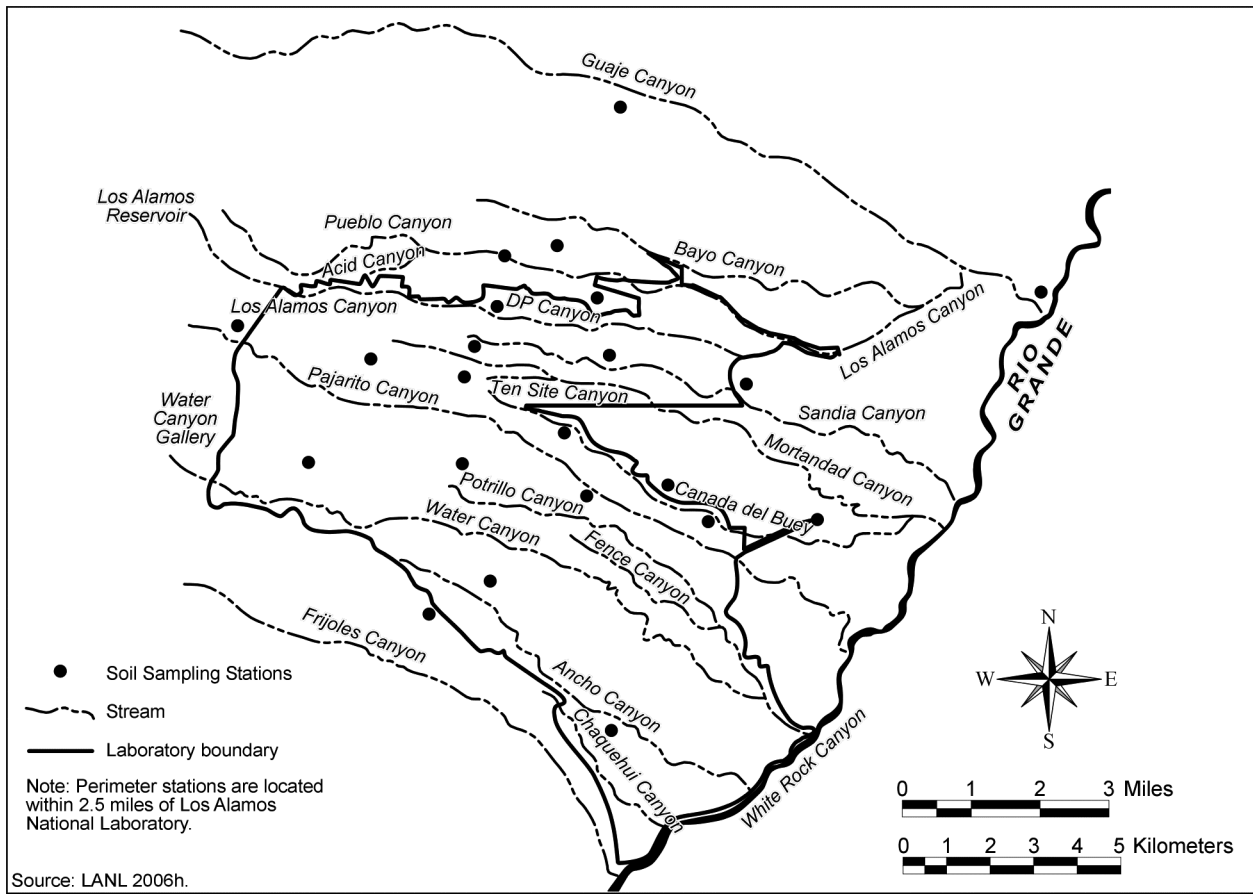 Guaje Canyon
Los Alamos
Reservoir
Pueblo Canyon
Acid Canyon
Bayo Canyon
Los Alamos Canyon
DP Canyon
Los Alamos Canyon
RIO
GRANDE
Pajarito Canyon
Ten Site Canyon
Sandia Canyon
Water
Canyon
Gallery
Mortandad Canyon
Potrillo Canyon
Canada del Buey
Water Canyon
Fence Canyon
Frijoles Canyon
Ancho Canyon
Chaquehui Canyon
White Rock Canyon
N
W
E
S
Soil Sampling Stations
Stream
Laboratory boundary
Note: Perimeter stations are located
within 2.5 miles of Los Alamos
National Laboratory.
0 1 2 3 Miles
0 1 2 3 4 5 Kilometers
Source: LANL 2006h.